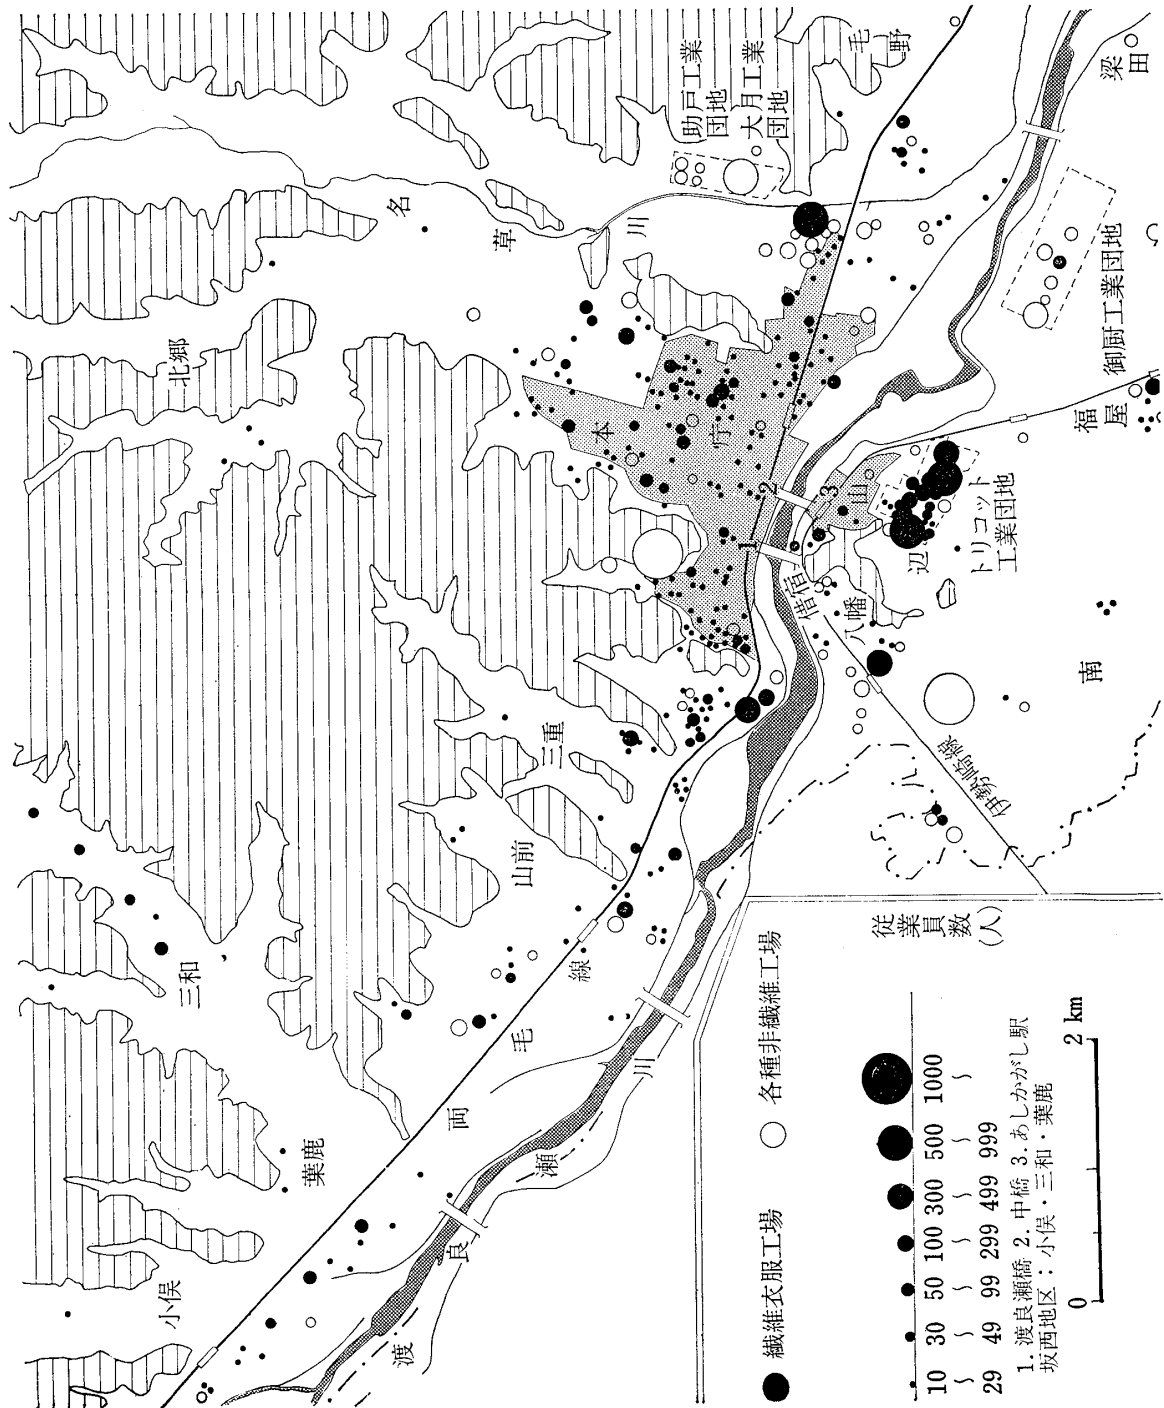 助戸工業
団地
大月工業
団地
毛
野
梁
田
名
草
川
北郷
本
庁
御厨工業団地
福
屋
トリコット
工業団地
山
辺
借宿
八幡
南
1
2
3
三重
山前
三和
葉鹿
小俣
両
毛
線
伊勢崎線
渡
良
瀬
川
繊維衣服工場
各種非繊維工場
従業員数
(人)
10〜29
30〜49
50〜99
100〜299
300〜499
500〜999
1000〜
1. 渡良瀬橋 2. 中橋 3. あしかがし駅
坂西地区：小俣・三和・葉鹿
0
2 km